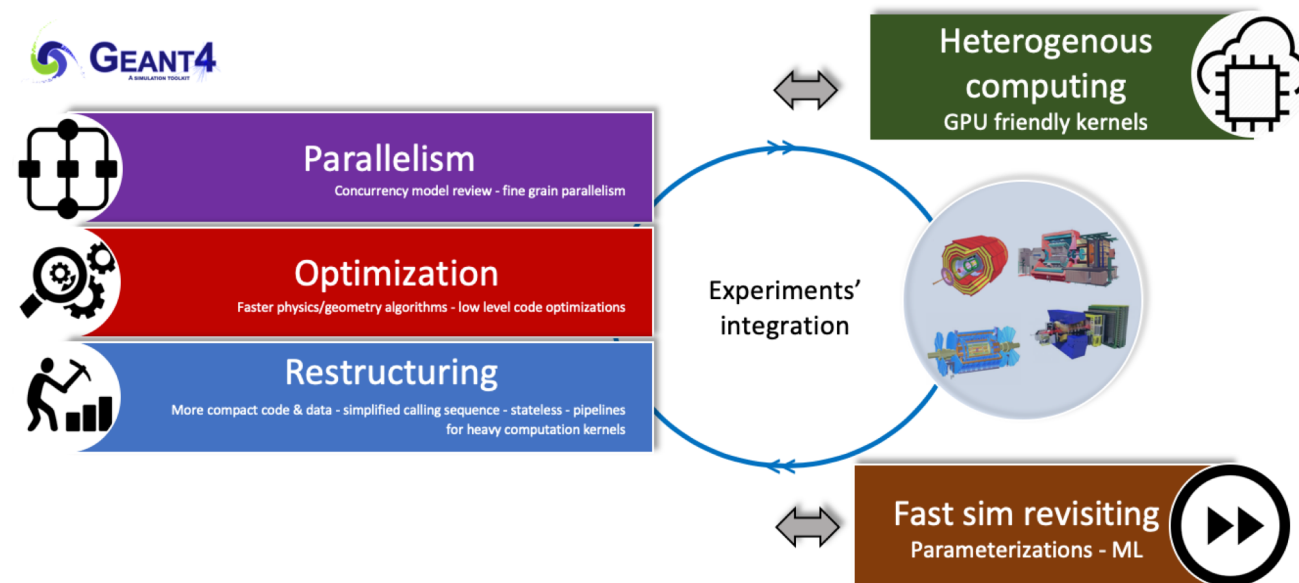 GEANT4
A SIMULATION TOOLKIT
Parallelism
Concurrency model review - fine grain parallelism
Optimization
Faster physics/geometry algorithms - low level code optimizations
Restructuring
More compact code & data - simplified calling sequence - stateless - pipelines
for heavy computation kernels
Experiments’
integration
Heterogenous
computing
GPU friendly kernels
Fast sim revisiting
Parameterizations - ML